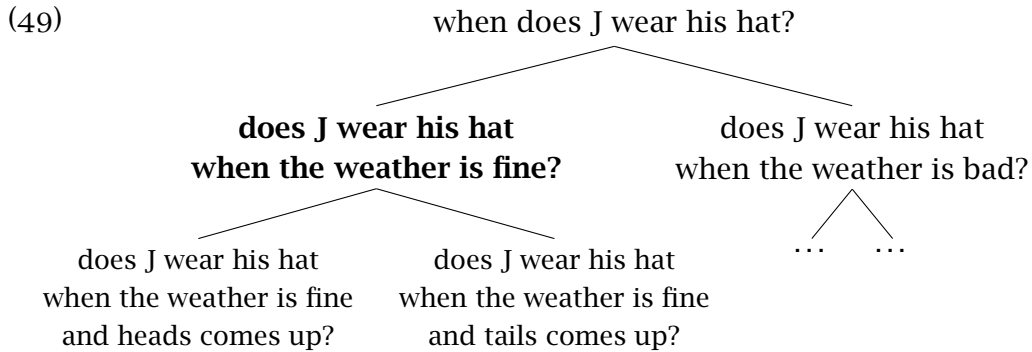 (49)
when does J wear his hat?
does J wear his hat
when the weather is fine?
does J wear his hat
when the weather is bad?
does J wear his hat
when the weather is fine
and heads comes up?
does J wear his hat
when the weather is fine
and tails comes up?
... ...